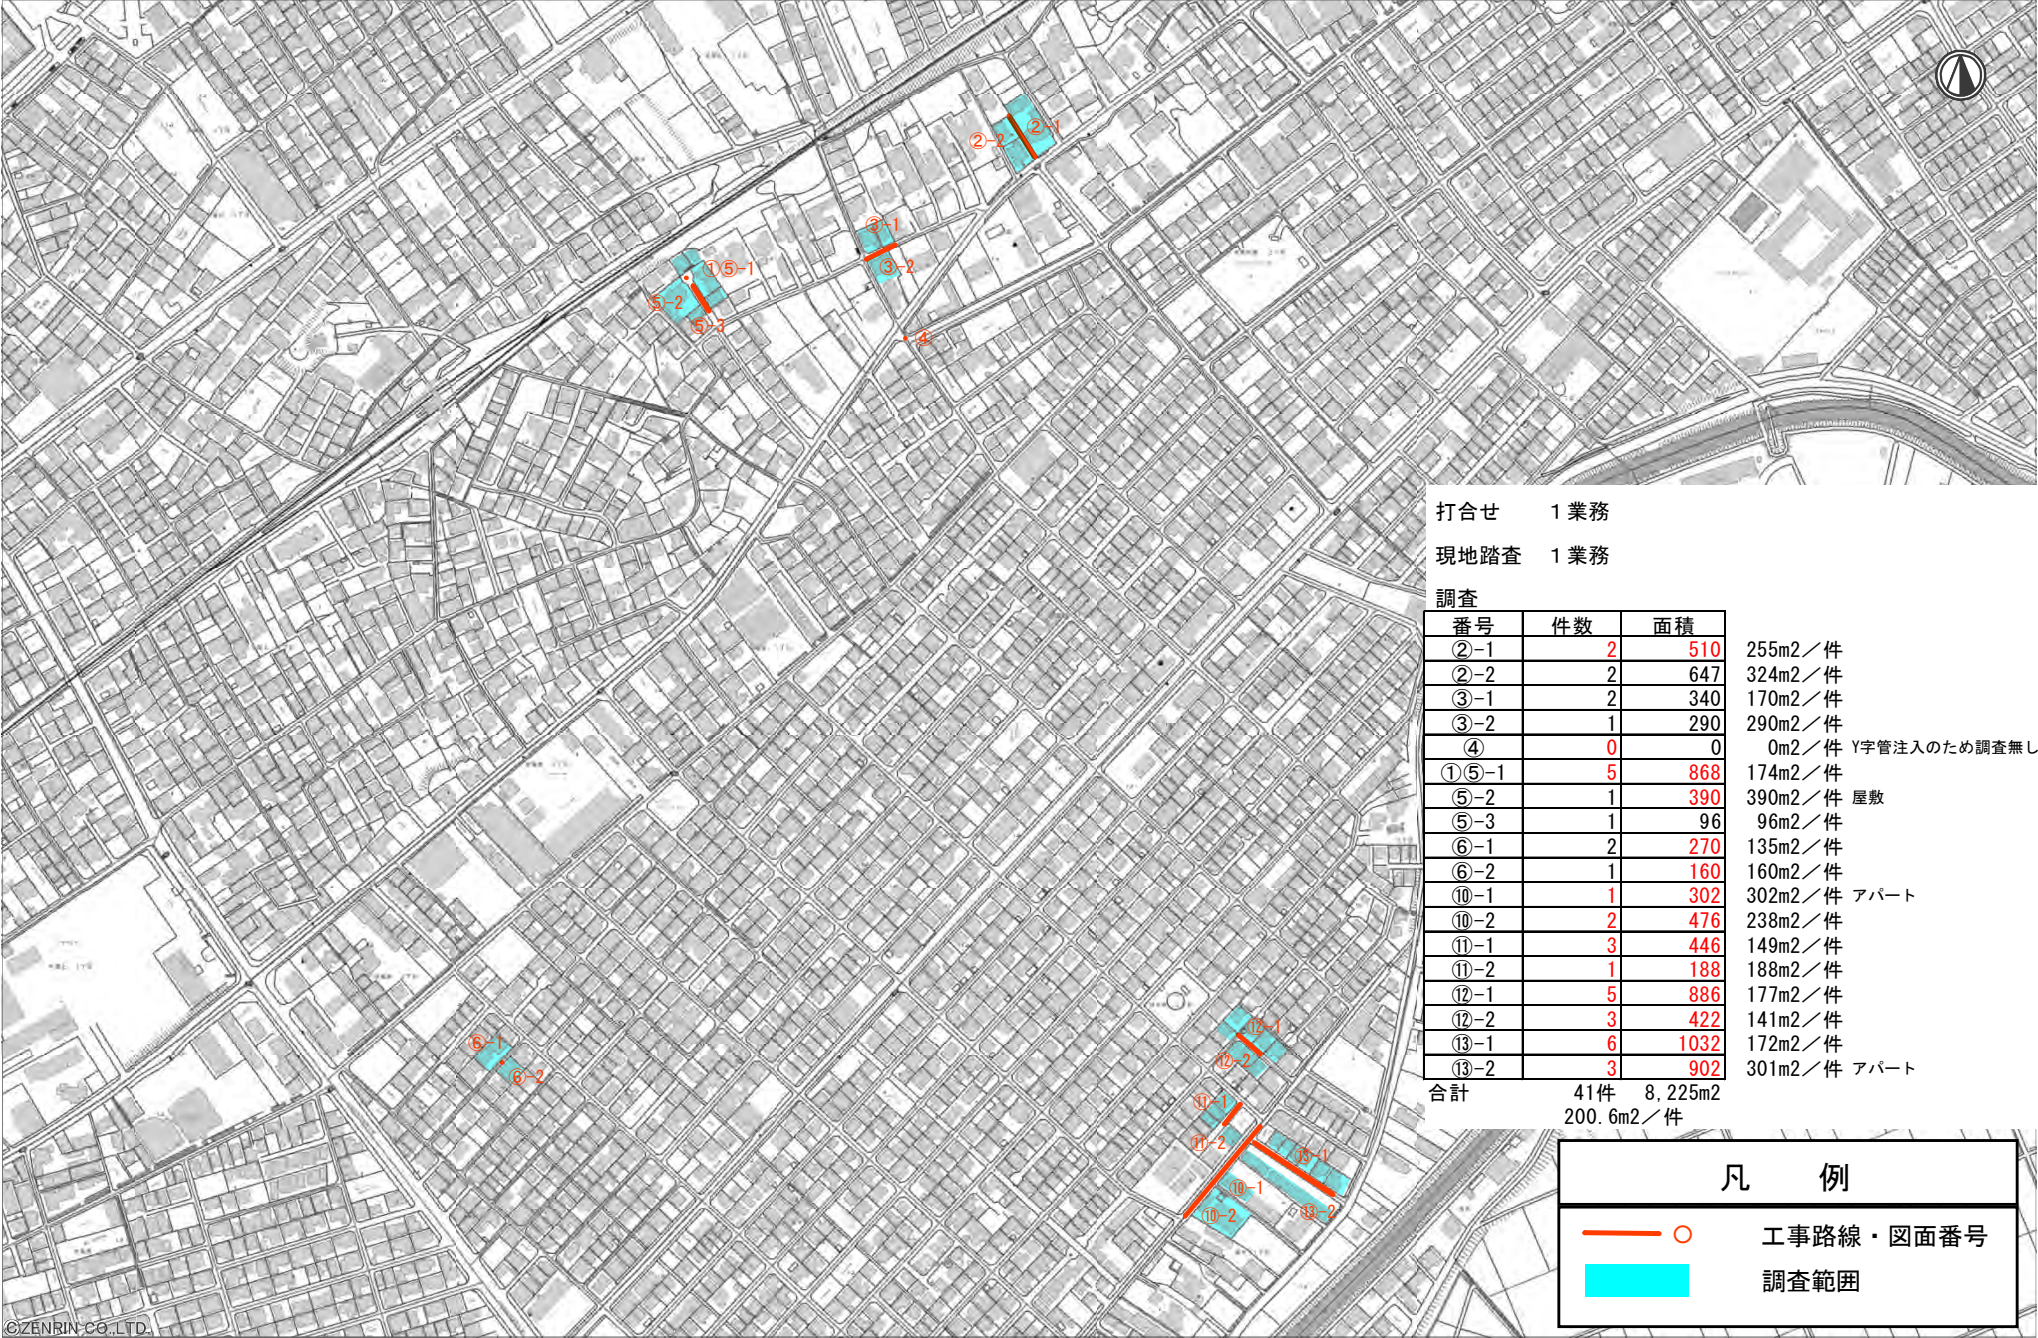 ②-1
②-2
③-1
③-2
①⑤-1
⑤-2
⑤-3
④
打合せ 1業務
現地踏査 1業務
調査
番号 件数 面積
②-1 2 510 255m2／件
②-2 2 647 324m2／件
③-1 2 340 170m2／件
③-2 1 290 290m2／件
④ 0 0 0m2／件 Y字管注入のため調査無し
①⑤-1 5 868 174m2／件
⑤-2 1 390 390m2／件 屋敷
⑤-3 1 96 96m2／件
⑥-1 2 270 135m2／件
⑥-2 1 160 160m2／件
⑩-1 1 302 302m2／件 アパート
⑩-2 2 476 238m2／件
⑪-1 3 446 149m2／件
⑪-2 1 188 188m2／件
⑫-1 5 886 177m2／件
⑫-2 3 422 141m2／件
⑬-1 6 1032 172m2／件
⑬-2 3 902 301m2／件 アパート
合計 41件 8,225m2
200.6m2／件
⑥-1
⑥-2
⑫-1
⑫-2
⑪-1
⑪-2
⑬-1
⑩-1
⑩-2
⑬-2
凡 例
工事路線・図面番号
調査範囲
©ZENRIN CO.,LTD.